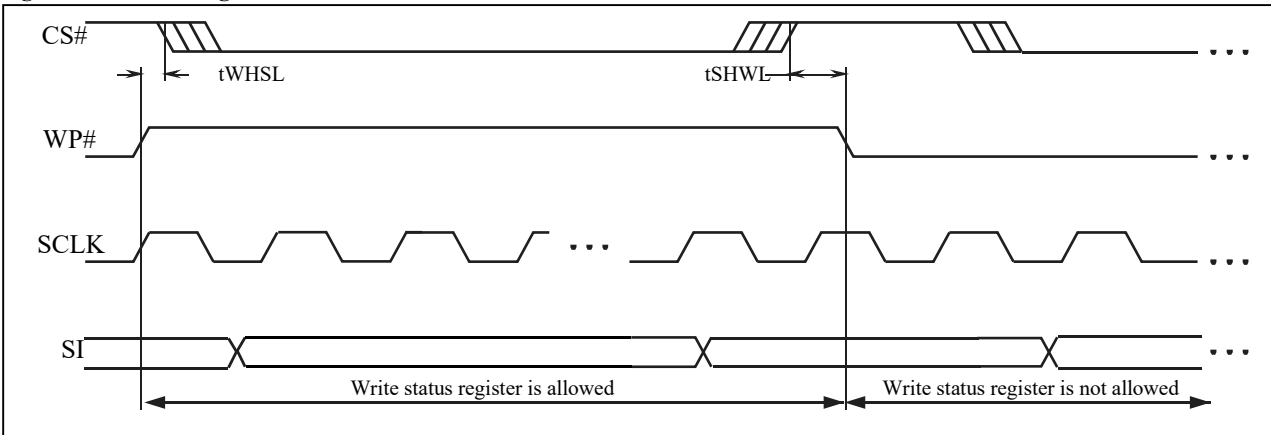 CS#
tWHSL
tSHWL
WP#
SCLK
SI
Write status register is allowed
Write status register is not allowed